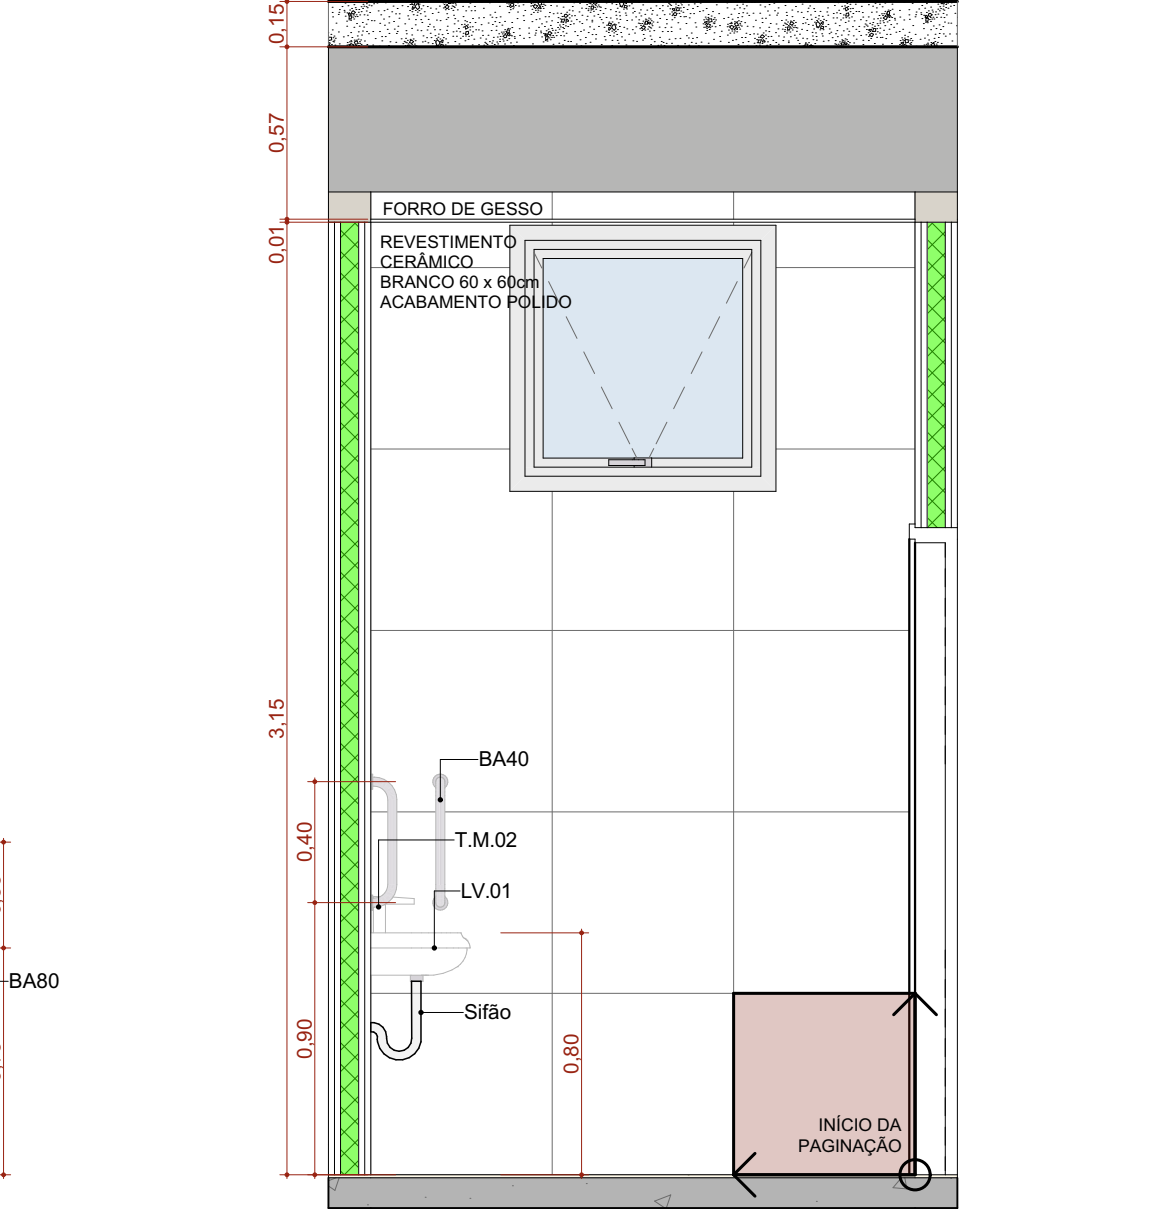 0,15
0,57
FORRO DE GESSO
0,01
REVESTIMENTO
CERÂMICO
BRANCO 60 x 60cm
ACABAMENTO POLIDO
3,15
BA40
0,40
T.M.02
LV.01
BA80
Sifão
0,90
0,80
INÍCIO DA
PAGINAÇÃO